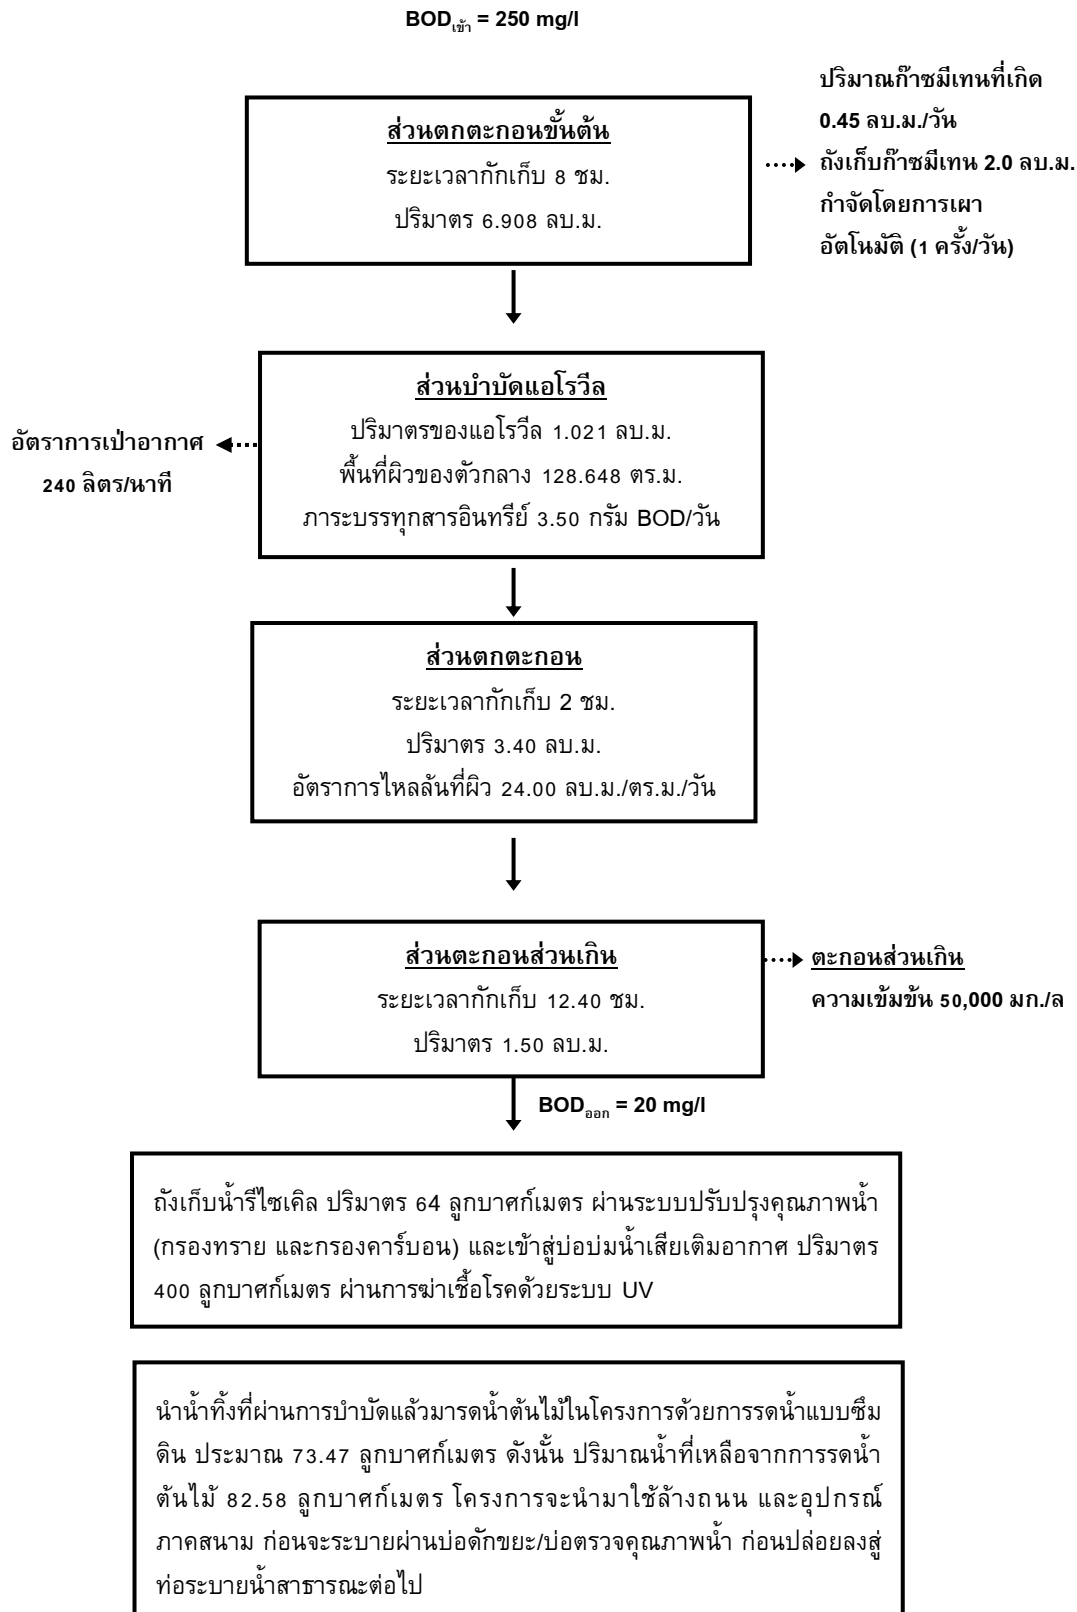 BODเข้า = 250 mg/l
ส่วนตกตะกอนขั้นต้น
ระยะเวลากักเก็บ 8 ชม.
ปริมาตร 6.908 ลบ.ม.
ปริมาณก๊าซมีเทนที่เกิด
0.45 ลบ.ม./วัน
ถังเก็บก๊าซมีเทน 2.0 ลบ.ม.
กำจัดโดยการเผา
อัตโนมัติ (1 ครั้ง/วัน)
ส่วนบำบัดแอโรวีล
ปริมาตรของแอโรวีล 1.021 ลบ.ม.
พื้นที่ผิวของตัวกลาง 128.648 ตร.ม.
ภาระบรรทุกสารอินทรีย์ 3.50 กรัม BOD/วัน
อัตราการเป่าอากาศ
240 ลิตร/นาที
ส่วนตกตะกอน
ระยะเวลากักเก็บ 2 ชม.
ปริมาตร 3.40 ลบ.ม.
อัตราการไหลล้นที่ผิว 24.00 ลบ.ม./ตร.ม./วัน
ส่วนตะกอนส่วนเกิน
ระยะเวลากักเก็บ 12.40 ชม.
ปริมาตร 1.50 ลบ.ม.
ตะกอนส่วนเกิน
ความเข้มข้น 50,000 มก./ล
BODออก = 20 mg/l
ถังเก็บน้ำรีไซเคิล ปริมาตร 64 ลูกบาศก์เมตร ผ่านระบบปรับปรุงคุณภาพน้ำ
(กรองทราย และกรองคาร์บอน) และเข้าสู่บ่อบ่มน้ำเสียเติมอากาศ ปริมาตร
400 ลูกบาศก์เมตร ผ่านการฆ่าเชื้อโรคด้วยระบบ UV
นำน้ำทิ้งที่ผ่านการบำบัดแล้วมารดน้ำต้นไม้ในโครงการด้วยการรดน้ำแบบซึม
ดิน ประมาณ 73.47 ลูกบาศก์เมตร ดังนั้น ปริมาณน้ำที่เหลือจากการรดน้ำ
ต้นไม้ 82.58 ลูกบาศก์เมตร โครงการจะนำมาใช้ล้างถนน และอุปกรณ์
ภาคสนาม ก่อนจะระบายผ่านบ่อดักขยะ/บ่อตรวจคุณภาพน้ำ ก่อนปล่อยลงสู่
ท่อระบายน้ำสาธารณะต่อไป